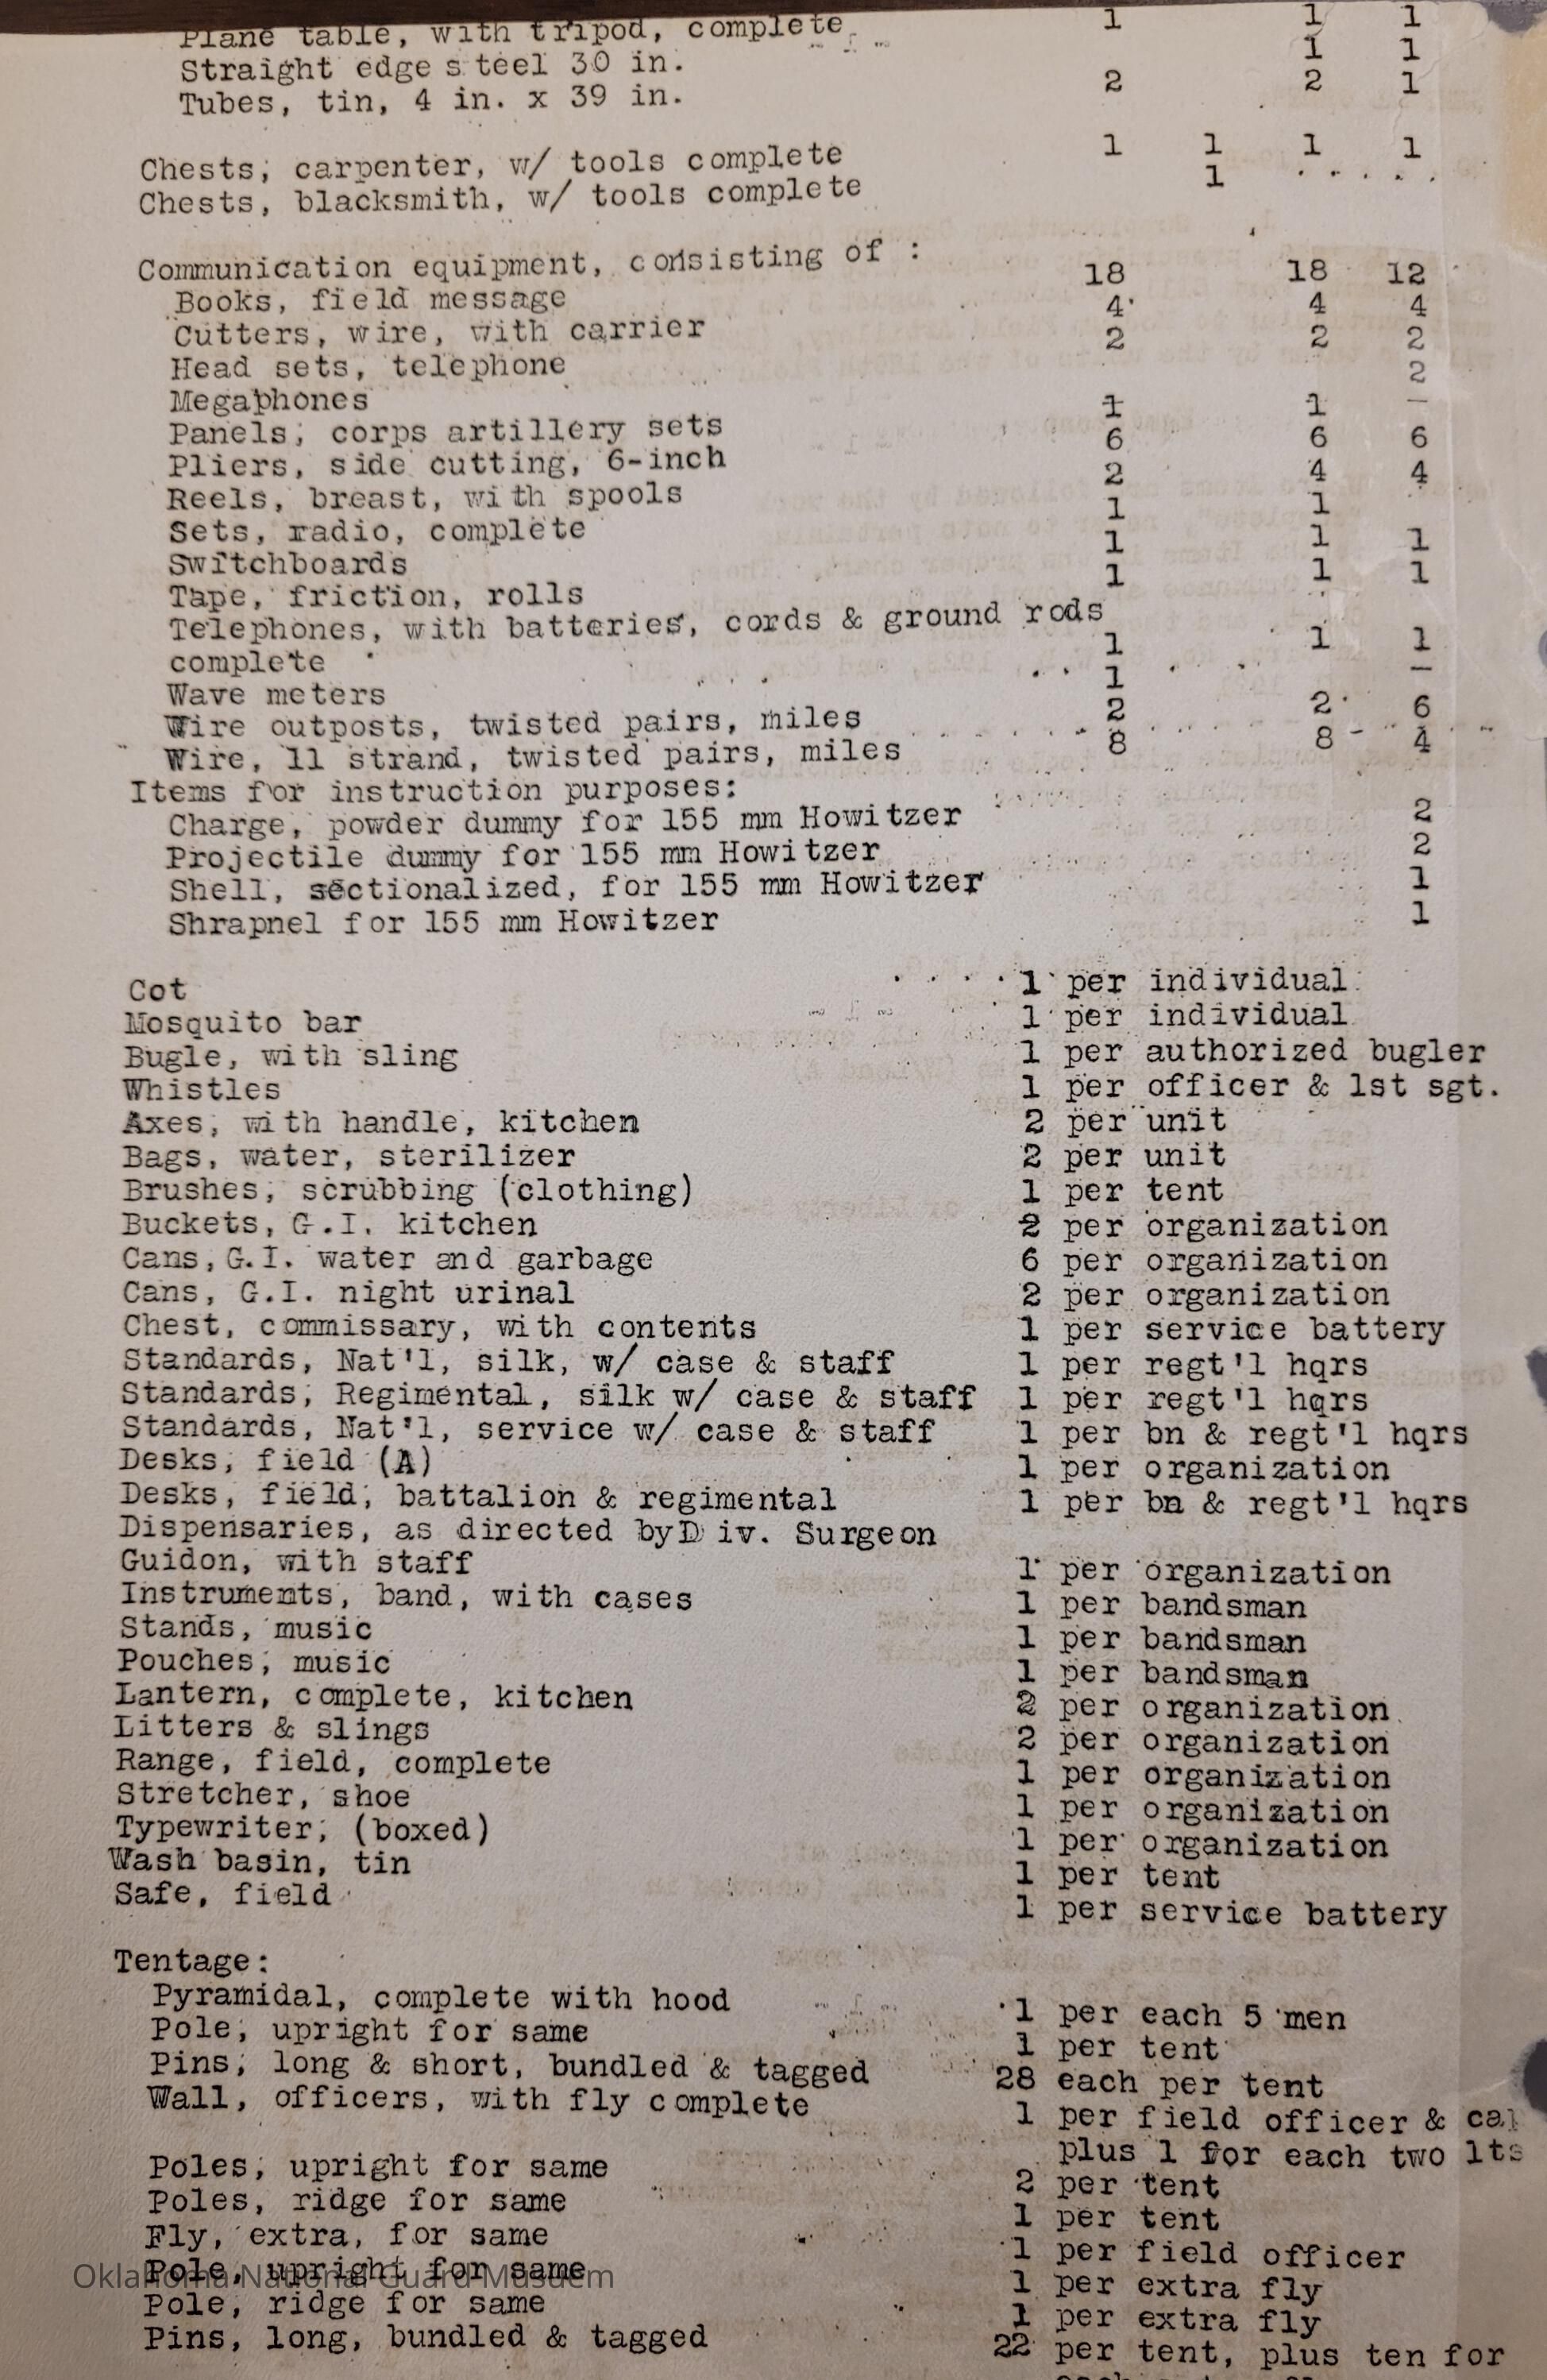 Plane table, with tripod, complete 1 1 1
Straight edge steel 30 in. 1 1
Tubes, tin, 4 in. x 39 in. 2 2 1
Chests, carpenter, w/ tools complete 1 1 1 1
Chests, blacksmith, w/ tools complete 1
Communication equipment, consisting of :
Books, field message 18 18 12
Cutters, wire, with carrier 4 4 4
Head sets, telephone 2 2 2
Megaphones 2
Panels, corps artillery sets 1 1 -
Pliers, side cutting, 6-inch 6 6 6
Reels, breast, with spools 2 4 4
Sets, radio, complete 1 1
Switchboards 1 1 1
Tape, friction, rolls 1 1 1
Telephones, with batteries, cords & ground rods
complete 1 1 1
Wave meters 1 -
Wire outposts, twisted pairs, miles 2 2 6
Wire, 11 strand, twisted pairs, miles 8 8 4
Items for instruction purposes:
Charge, powder dummy for 155 mm Howitzer 2
Projectile dummy for 155 mm Howitzer 2
Shell, sectionalized, for 155 mm Howitzer 1
Shrapnel for 155 mm Howitzer 1
Cot 1 per individual
Mosquito bar 1 per individual
Bugle, with sling 1 per authorized bugler
Whistles 1 per officer & 1st sgt.
Axes, with handle, kitchen 2 per unit
Bags, water, sterilizer 2 per unit
Brushes, scrubbing (clothing) 1 per tent
Buckets, G.I. kitchen 2 per organization
Cans, G.I. water and garbage 6 per organization
Cans, G.I. night urinal 2 per organization
Chest, commissary, with contents 1 per service battery
Standards, Nat'l, silk, w/ case & staff 1 per regt'l hqrs
Standards, Regimental, silk w/ case & staff 1 per regt'l hqrs
Standards, Nat'l, service w/ case & staff 1 per bn & regt'l hqrs
Desks, field (A) 1 per organization
Desks, field, battalion & regimental 1 per bn & regt'l hqrs
Dispensaries, as directed byD iv. Surgeon
Guidon, with staff 1 per organization
Instruments, band, with cases 1 per bandsman
Stands, music 1 per bandsman
Pouches, music 1 per bandsman
Lantern, complete, kitchen 2 per organization
Litters & slings 2 per organization
Range, field, complete 1 per organization
Stretcher, shoe 1 per organization
Typewriter, (boxed) 1 per organization
Wash basin, tin 1 per tent
Safe, field 1 per service battery
Tentage:
Pyramidal, complete with hood 1 per each 5 men
Pole, upright for same 1 per tent
Pins, long & short, bundled & tagged 28 each per tent
Wall, officers, with fly complete 1 per field officer &
plus 1 for each two lts
Poles, upright for same 2 per tent
Poles, ridge for same 1 per tent
Fly, extra, for same 1 per field officer
Pole, upright for same 1 per extra fly
Pole, ridge for same 1 per extra fly
Pins, long, bundled & tagged 22 per tent, plus ten for
Oklahoma National Guard Musuem